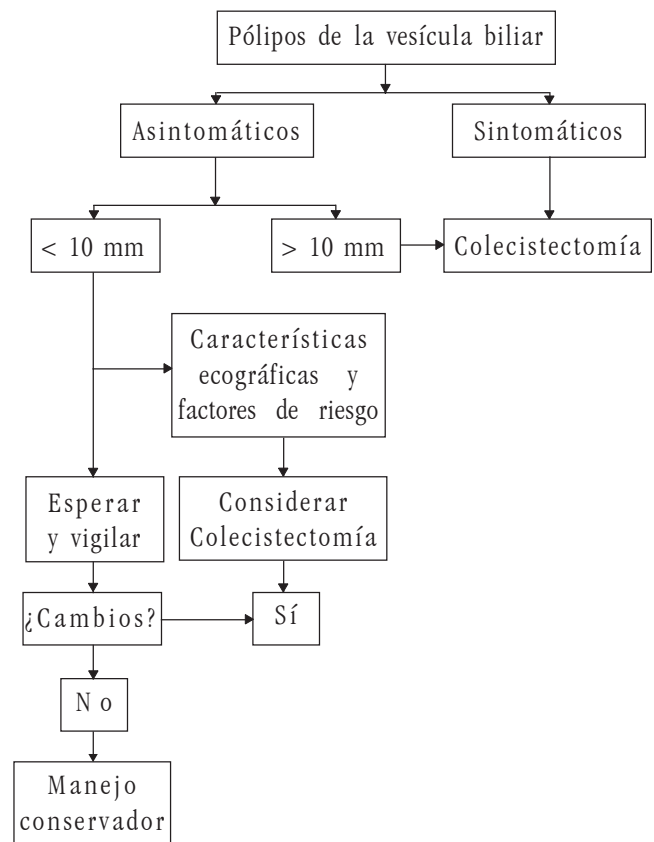 Pólipos de la vesícula biliar
Asintomáticos
Sintomáticos
< 10 mm
> 10 mm
Colecistectomía
Características
ecográficas y
factores de riesgo
Esperar
y vigilar
Considerar
Colecistectomía
¿Cambios?
Sí
No
Manejo
conservador